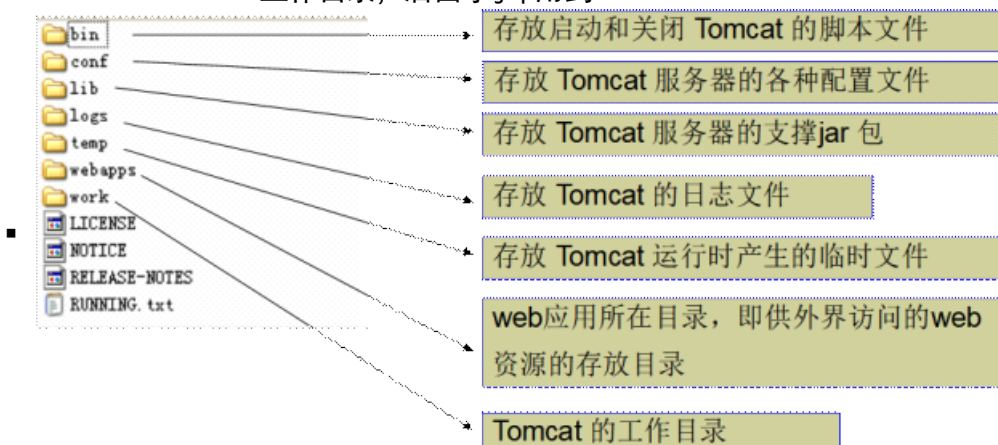 bin
存放启动和关闭 Tomcat 的脚本文件
conf
存放 Tomcat 服务器的各种配置文件
lib
存放 Tomcat 服务器的支撑jar 包
logs
存放 Tomcat 的日志文件
temp
存放 Tomcat 运行时产生的临时文件
webapps
web应用所在目录，即供外界访问的web
资源的存放目录
work
Tomcat 的工作目录
LICENSE
NOTICE
RELEASE-NOTES
RUNNING.txt